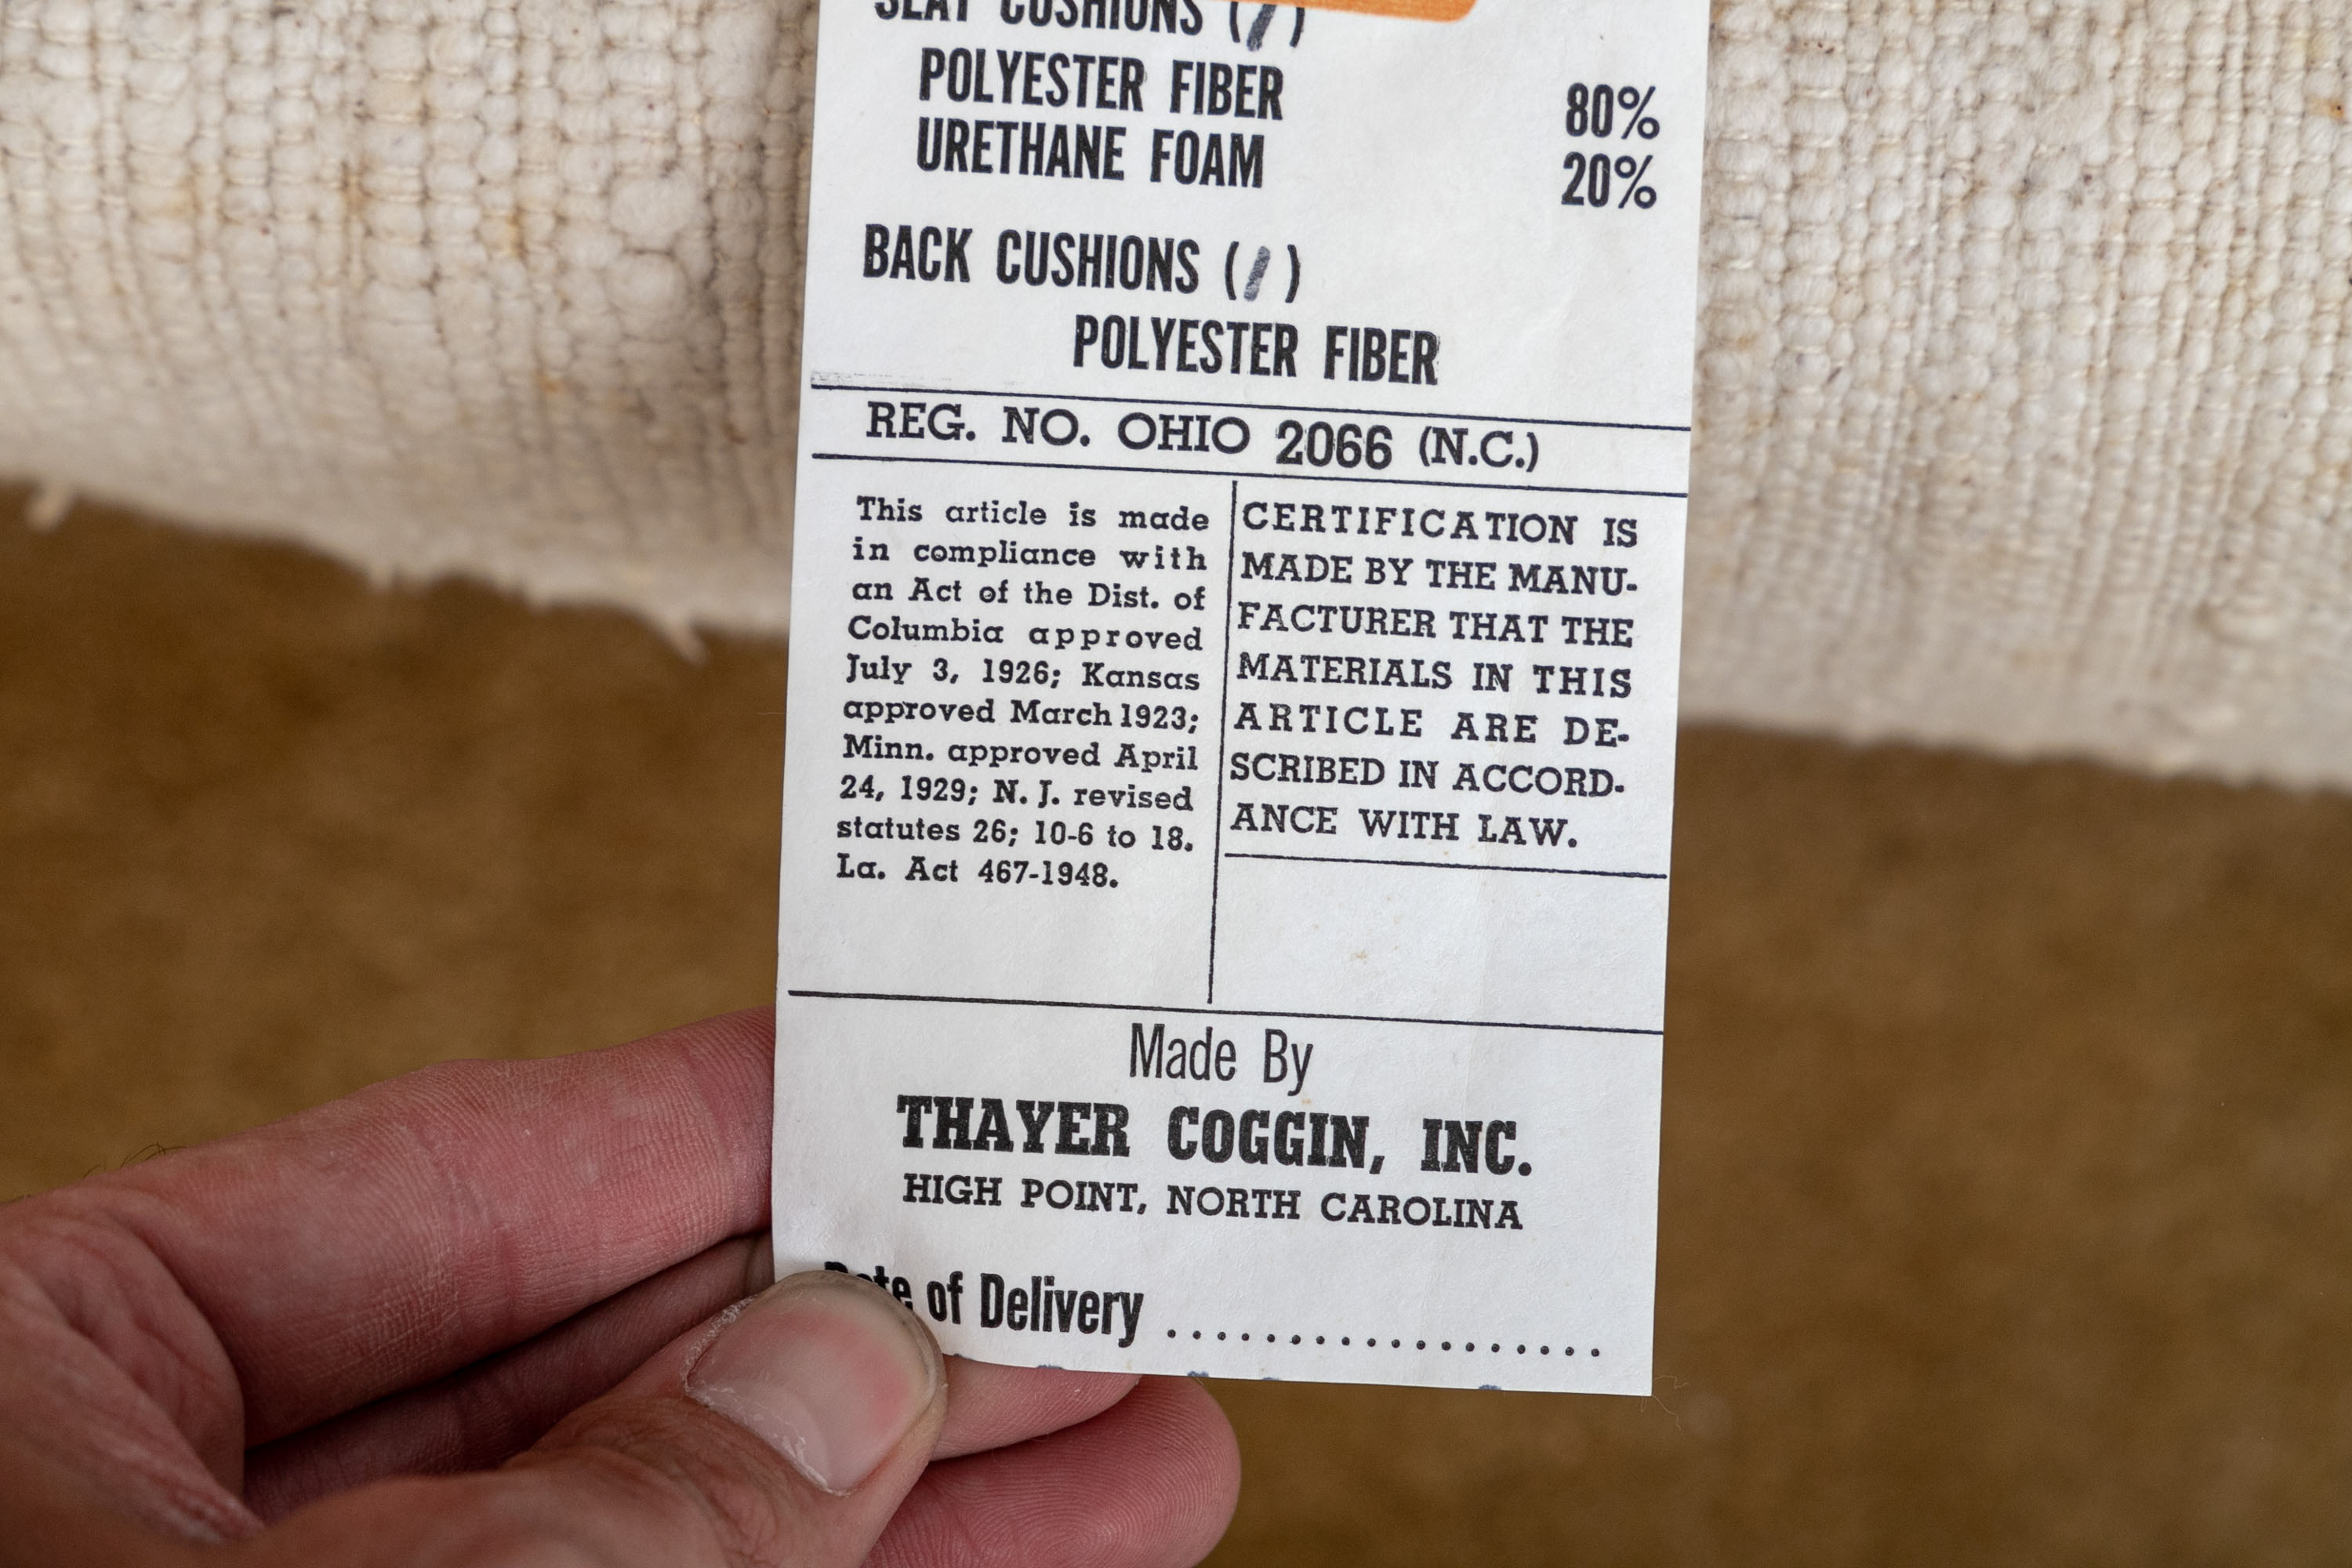 SEAT CUSHIONS (/)
POLYESTER FIBER 80%
URETHANE FOAM 20%
BACK CUSHIONS (/)
POLYESTER FIBER
REG. NO. OHIO 2066 (N.C.)
This article is made
in compliance with
an Act of the Dist. of
Columbia approved
July 3, 1926; Kansas
approved March 1923;
Minn. approved April
24, 1929; N. J. revised
statutes 26; 10-6 to 18.
La. Act 467-1948.
CERTIFICATION IS
MADE BY THE MANU-
FACTURER THAT THE
MATERIALS IN THIS
ARTICLE ARE DE-
SCRIBED IN ACCORD-
ANCE WITH LAW.
Made By
THAYER COGGIN, INC.
HIGH POINT, NORTH CAROLINA
Date of Delivery ..................